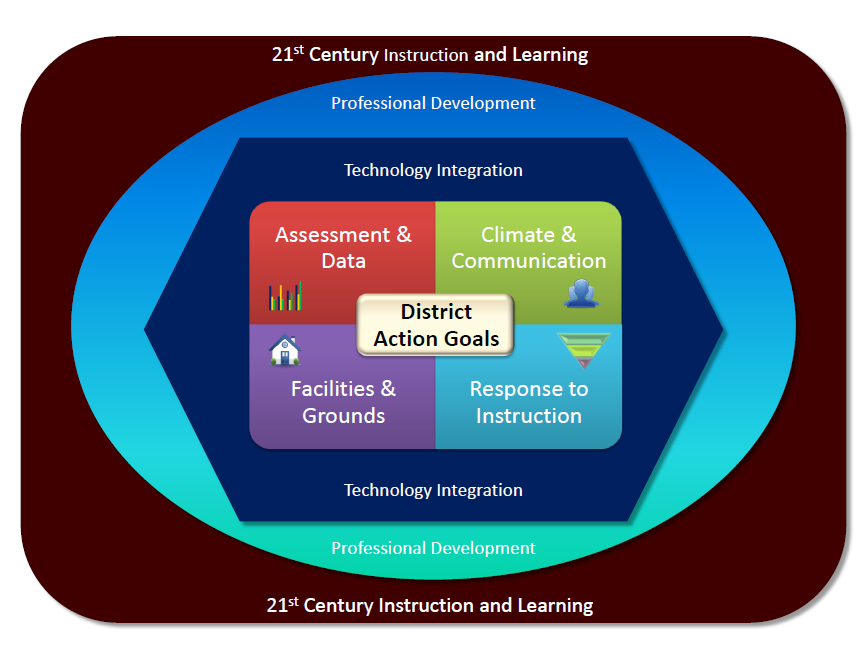 21st Century Instruction and Learning
Professional Development
Technology Integration
Assessment &
Data
Climate &
Communication
District
Action Goals
Facilities &
Grounds
Response to
Instruction
Technology Integration
Professional Development
21st Century Instruction and Learning